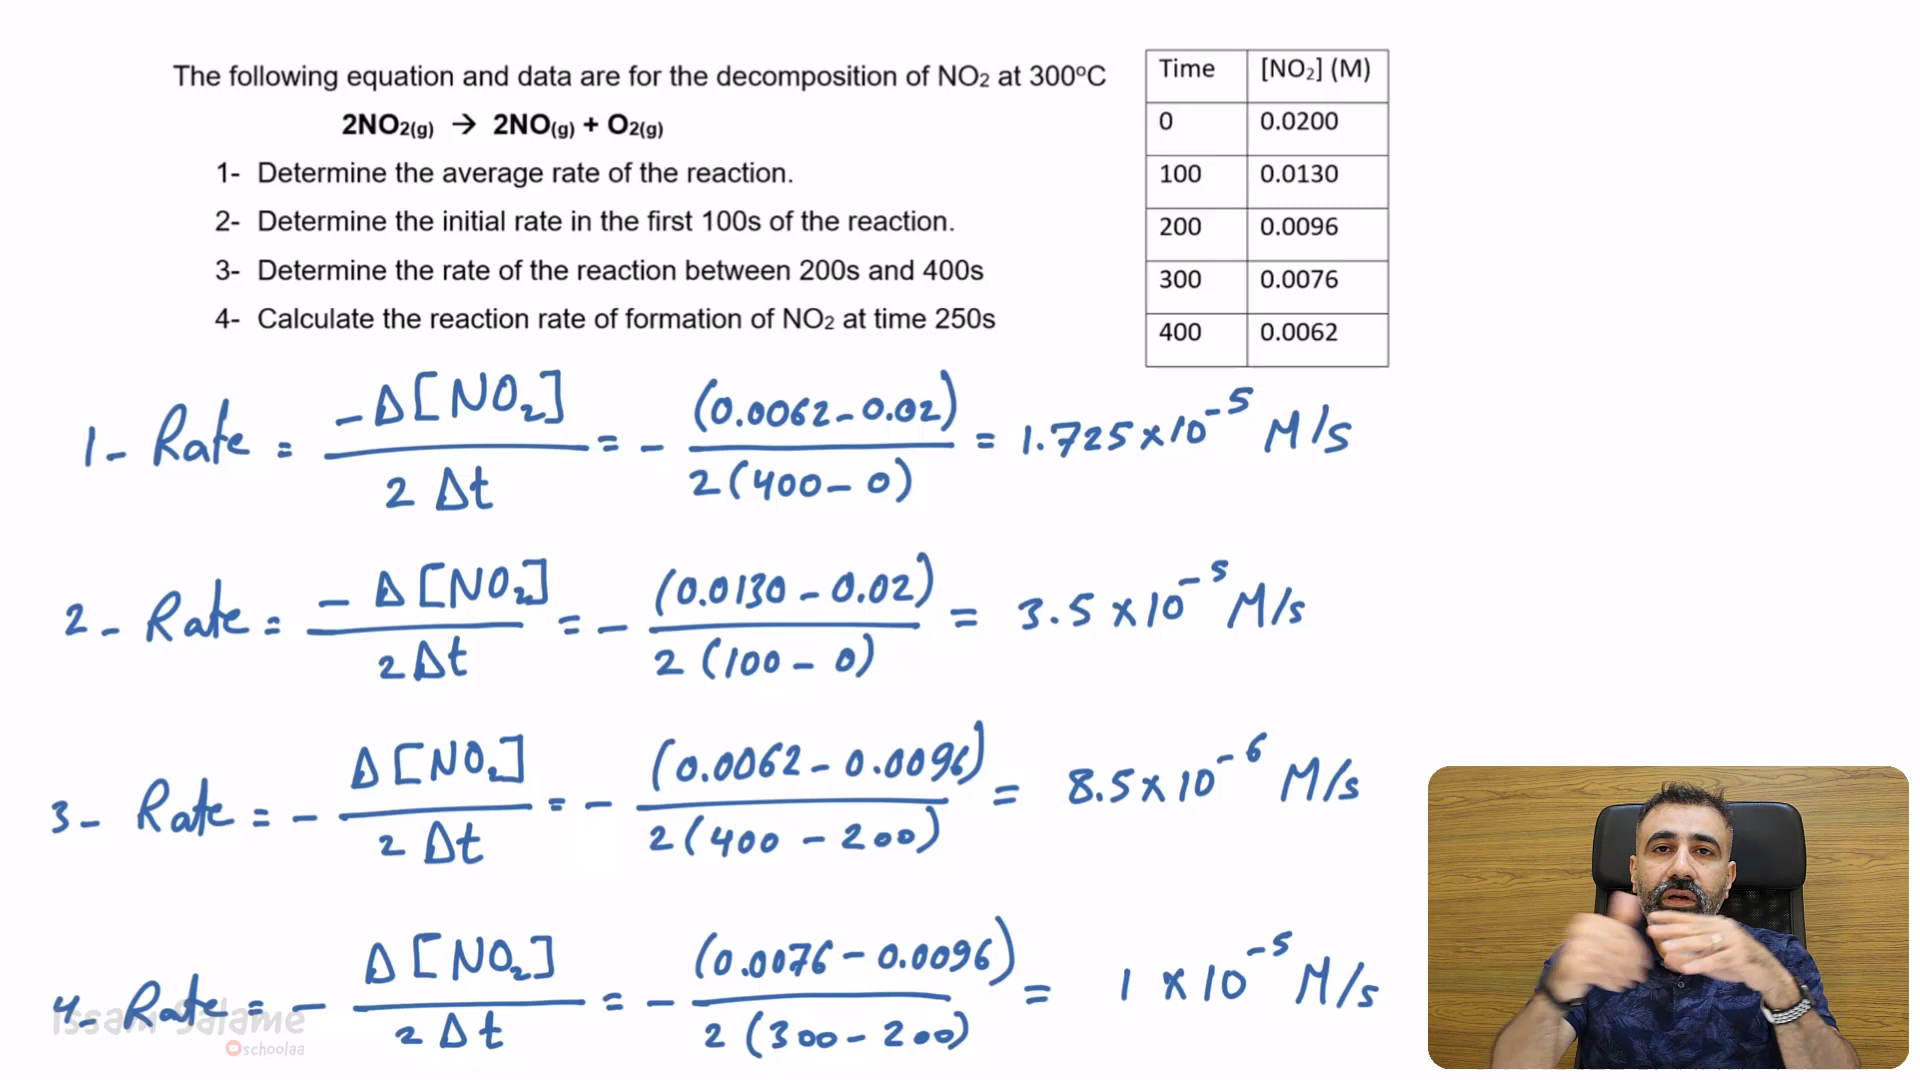 The following equation and data are for the decomposition of NO₂ at 300°C
2NO₂(g) → 2NO(g) + O₂(g)
1- Determine the average rate of the reaction.
2- Determine the initial rate in the first 100s of the reaction.
3- Determine the rate of the reaction between 200s and 400s
4- Calculate the reaction rate of formation of NO₂ at time 250s
Time [NO₂] (M)
0 0.0200
100 0.0130
200 0.0096
300 0.0076
400 0.0062
1- Rate = -Δ[NO₂] / 2 Δt = - (0.0062-0.02) / 2(400-0) = 1.725×10⁻⁵ M/s
2- Rate = -Δ[NO₂] / 2Δt = - (0.0130-0.02) / 2(100-0) = 3.5×10⁻⁵ M/s
3- Rate = - Δ[NO₂] / 2 Δt = - (0.0062-0.0096) / 2(400-200) = 8.5×10⁻⁶ M/s
4- Rate = - Δ[NO₂] / 2 Δt = - (0.0076-0.0096) / 2(300-200) = 1×10⁻⁵ M/s
Issam Salame
schoolaa